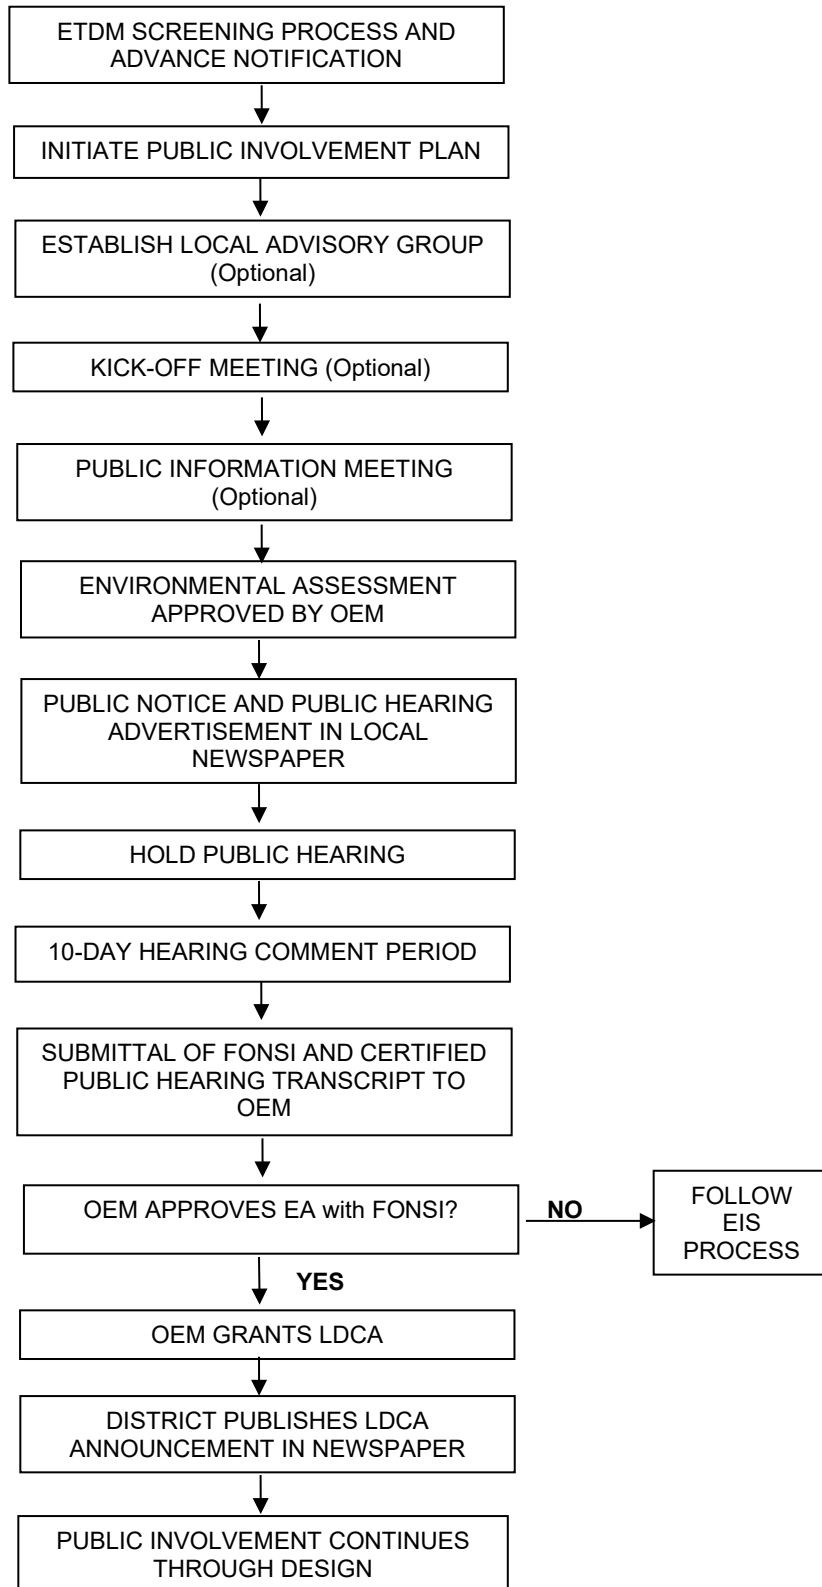 ETDM SCREENING PROCESS AND
ADVANCE NOTIFICATION
INITIATE PUBLIC INVOLVEMENT PLAN
ESTABLISH LOCAL ADVISORY GROUP
(Optional)
KICK-OFF MEETING (Optional)
PUBLIC INFORMATION MEETING
(Optional)
ENVIRONMENTAL ASSESSMENT
APPROVED BY OEM
PUBLIC NOTICE AND PUBLIC HEARING
ADVERTISEMENT IN LOCAL
NEWSPAPER
HOLD PUBLIC HEARING
10-DAY HEARING COMMENT PERIOD
SUBMITTAL OF FONSI AND CERTIFIED
PUBLIC HEARING TRANSCRIPT TO
OEM
OEM APPROVES EA with FONSI?
NO
FOLLOW
EIS
PROCESS
YES
OEM GRANTS LDCA
DISTRICT PUBLISHES LDCA
ANNOUNCEMENT IN NEWSPAPER
PUBLIC INVOLVEMENT CONTINUES
THROUGH DESIGN